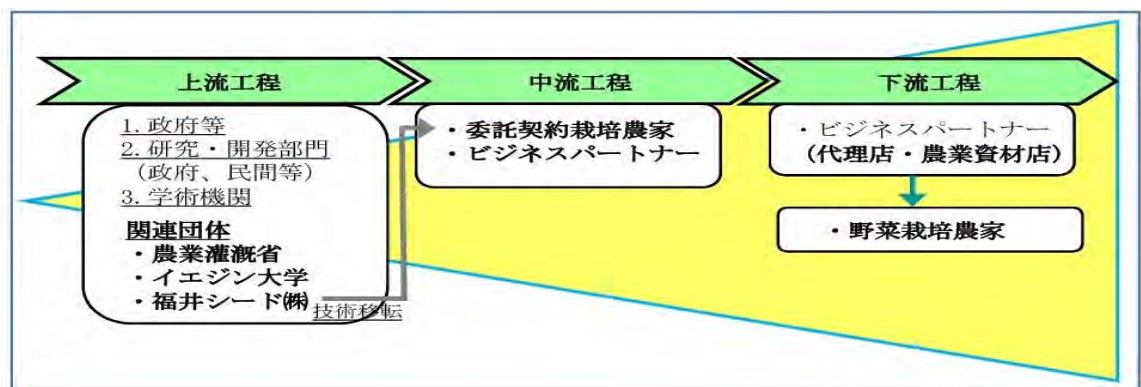 上流工程
1. 政府等
2. 研究・開発部門
（政府、民間等）
3. 学術機関
関連団体
・農業灌漑省
・イエジン大学
・福井シード㈱
技術移転
中流工程
・委託契約栽培農家
・ビジネスパートナー
下流工程
・ビジネスパートナー
（代理店・農業資材店）
・野菜栽培農家